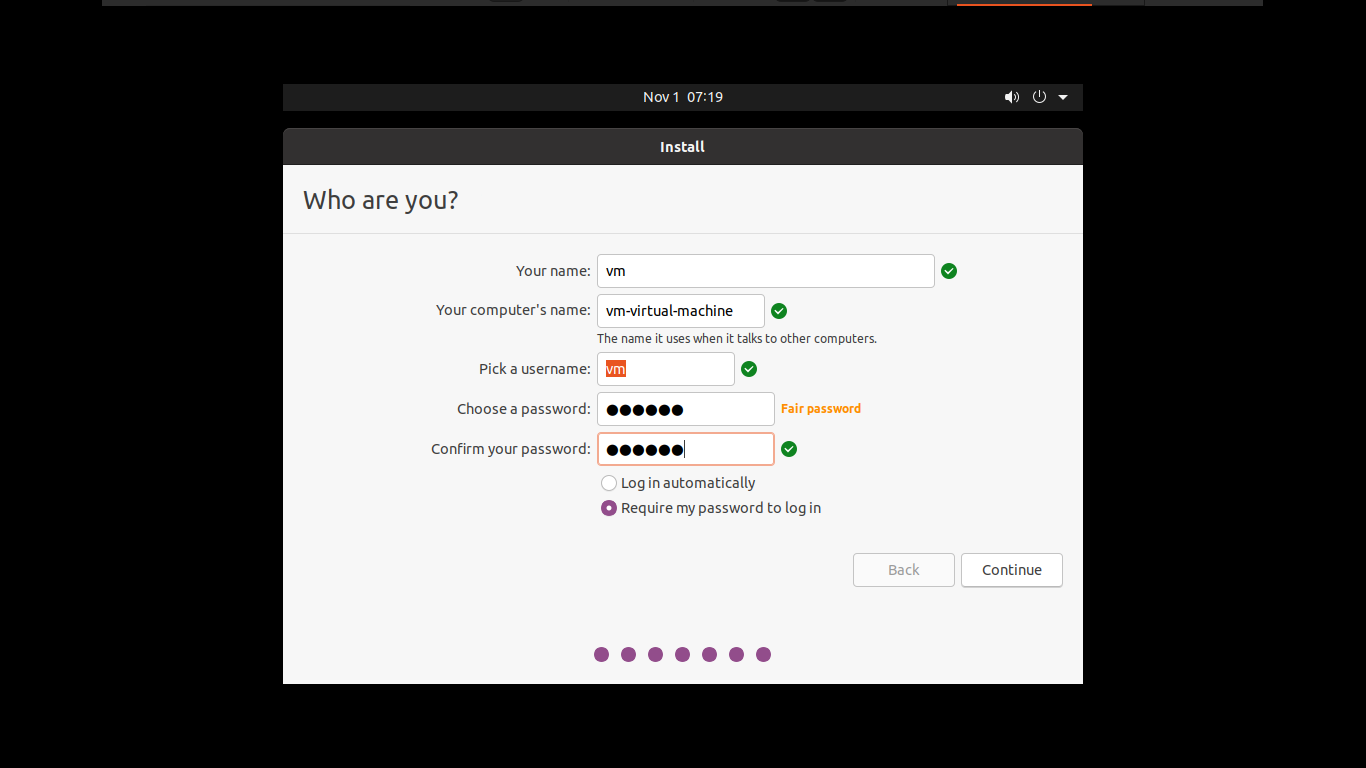 Nov 1 07:19
Install
Who are you?
Your name: vm
Your computer's name: vm-virtual-machine
The name it uses when it talks to other computers.
Pick a username: vm
Choose a password: ●●●●●● Fair password
Confirm your password: ●●●●●●
Log in automatically
Require my password to log in
Back Continue